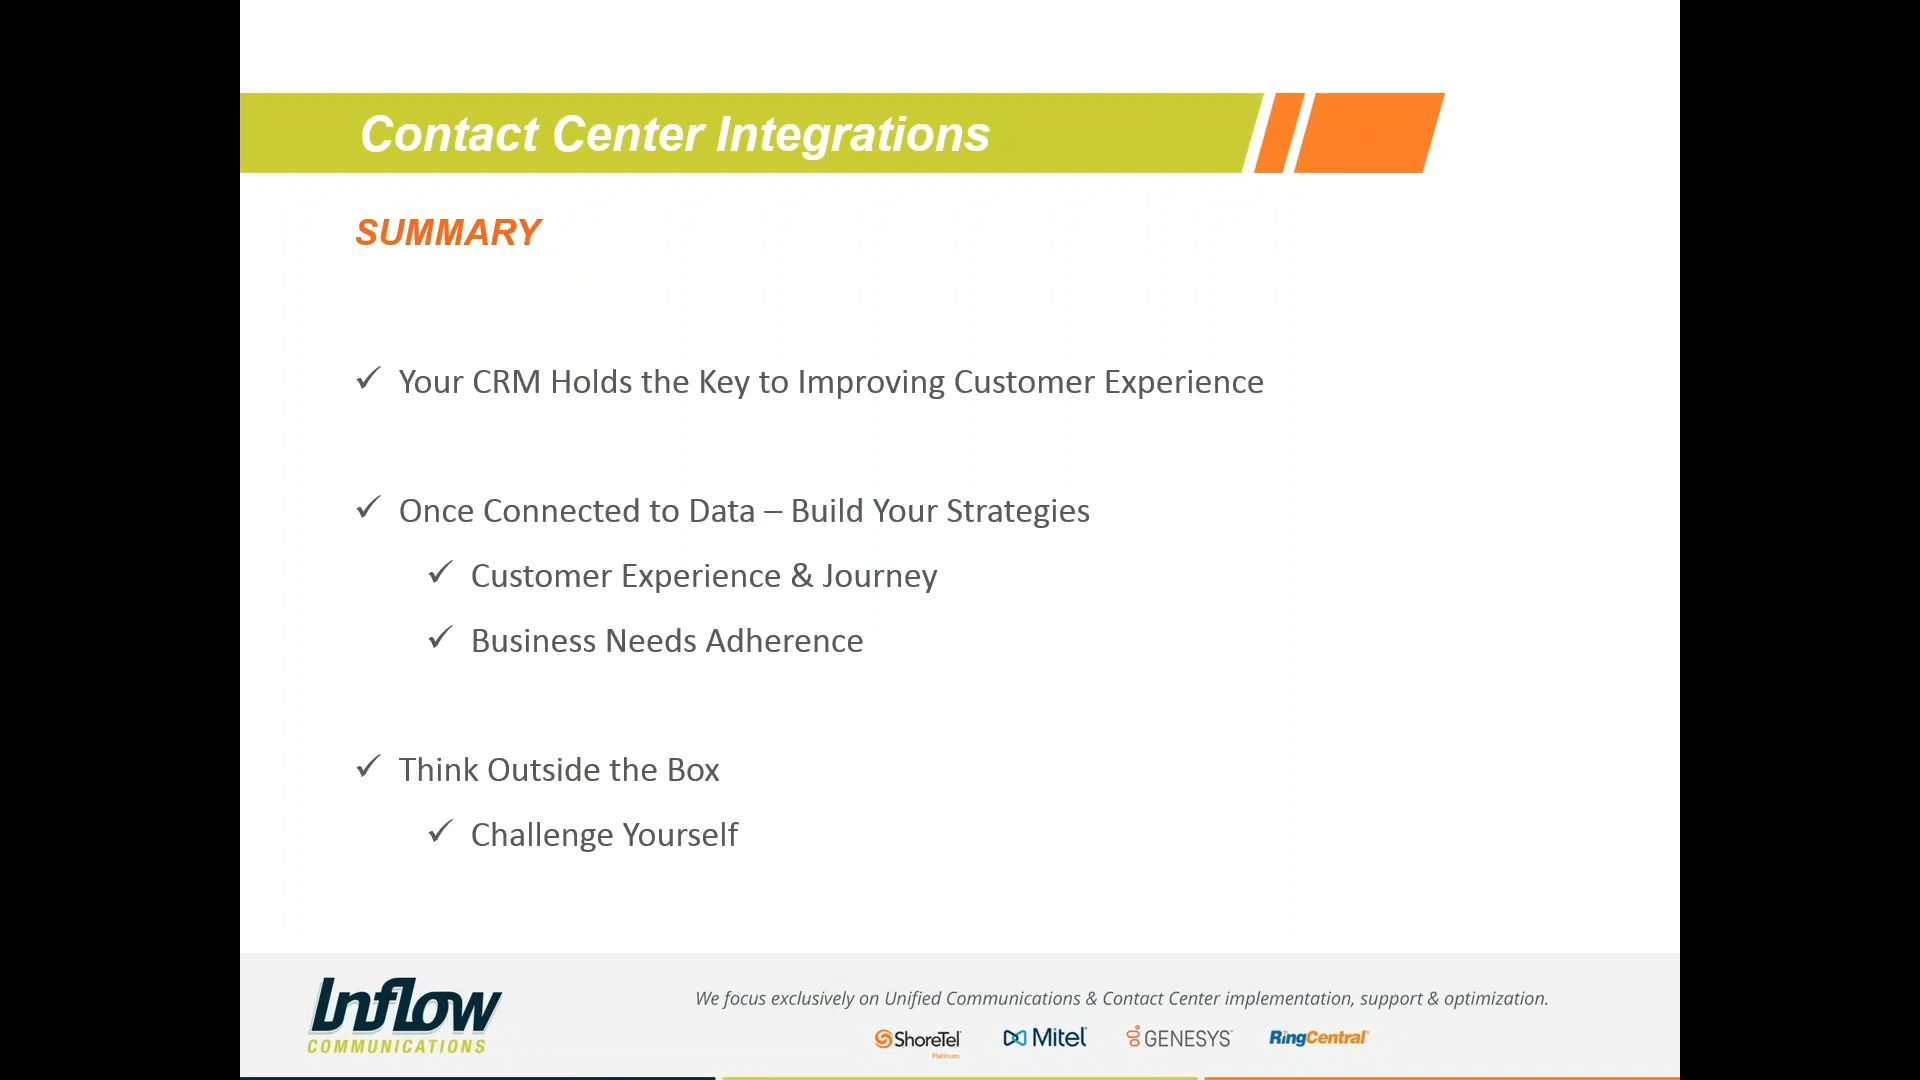 Contact Center Integrations
SUMMARY
✓ Your CRM Holds the Key to Improving Customer Experience
✓ Once Connected to Data – Build Your Strategies
✓ Customer Experience & Journey
✓ Business Needs Adherence
✓ Think Outside the Box
✓ Challenge Yourself
Inflow
COMMUNICATIONS
We focus exclusively on Unified Communications & Contact Center implementation, support & optimization.
ShoreTel Mitel GENESYS RingCentral
Platinum